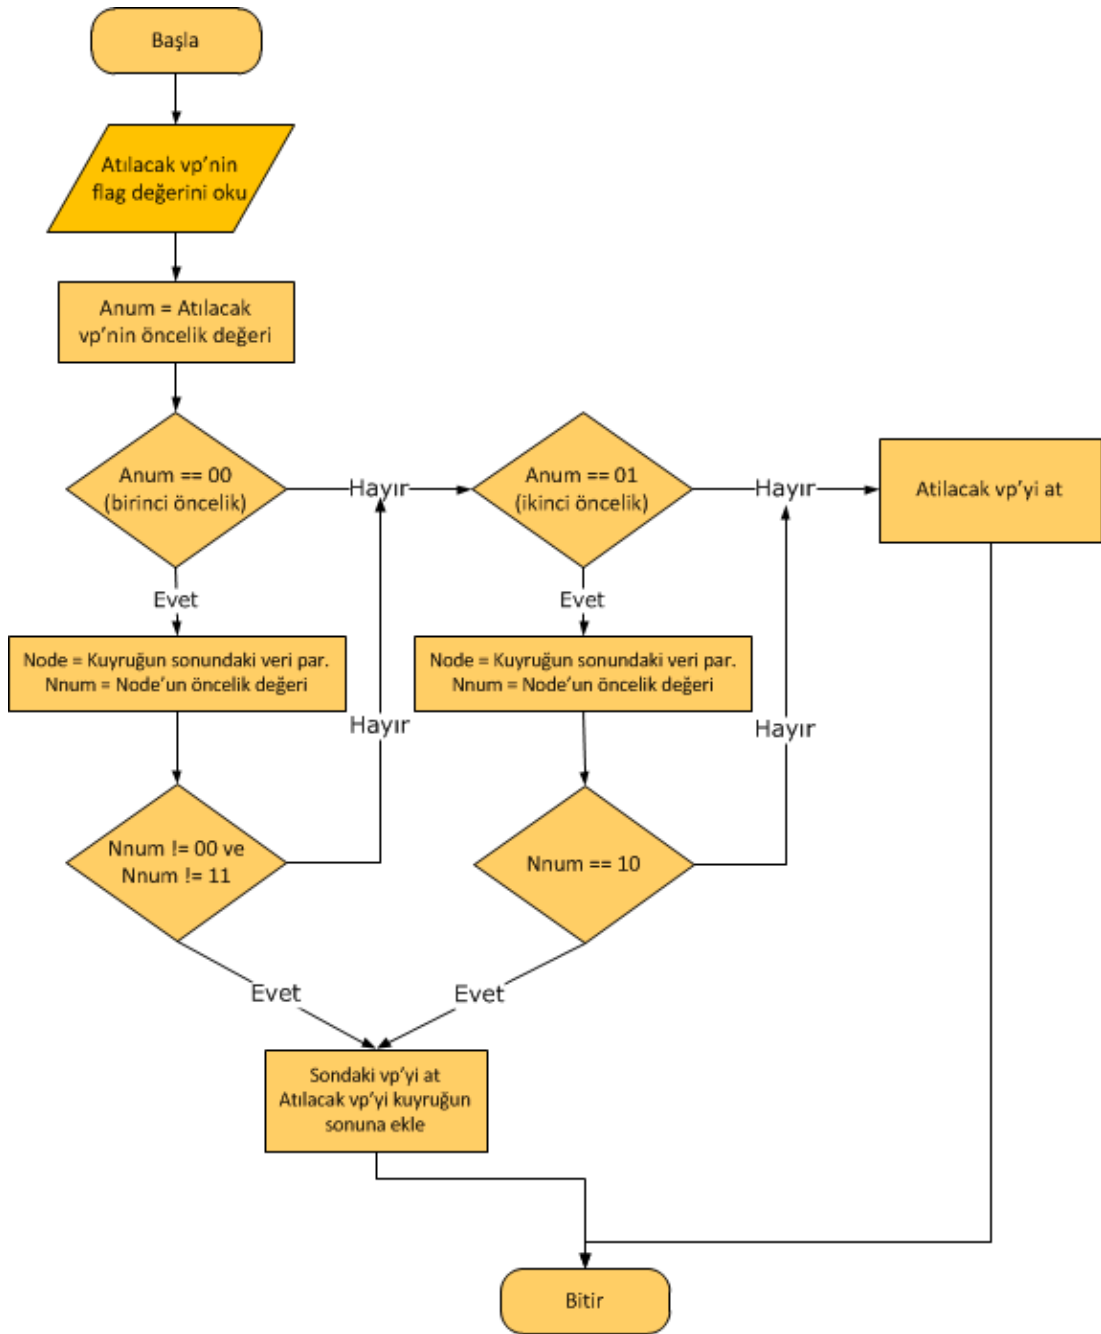 Başla
Atılacak vp'nin
flag değerini oku
Anum = Atılacak
vp'nin öncelik değeri
Anum == 00
(birinci öncelik)
Hayır
Anum == 01
(ikinci öncelik)
Hayır
Atilacak vp'yi at
Evet
Evet
Node = Kuyruğun sonundaki veri par.
Nnum = Node'un öncelik değeri
Node = Kuyruğun sonundaki veri par.
Nnum = Node'un öncelik değeri
Hayır
Hayır
Nnum != 00 ve
Nnum != 11
Nnum == 10
Evet
Evet
Sondaki vp'yi at
Atılacak vp'yi kuyruğun
sonuna ekle
Bitir